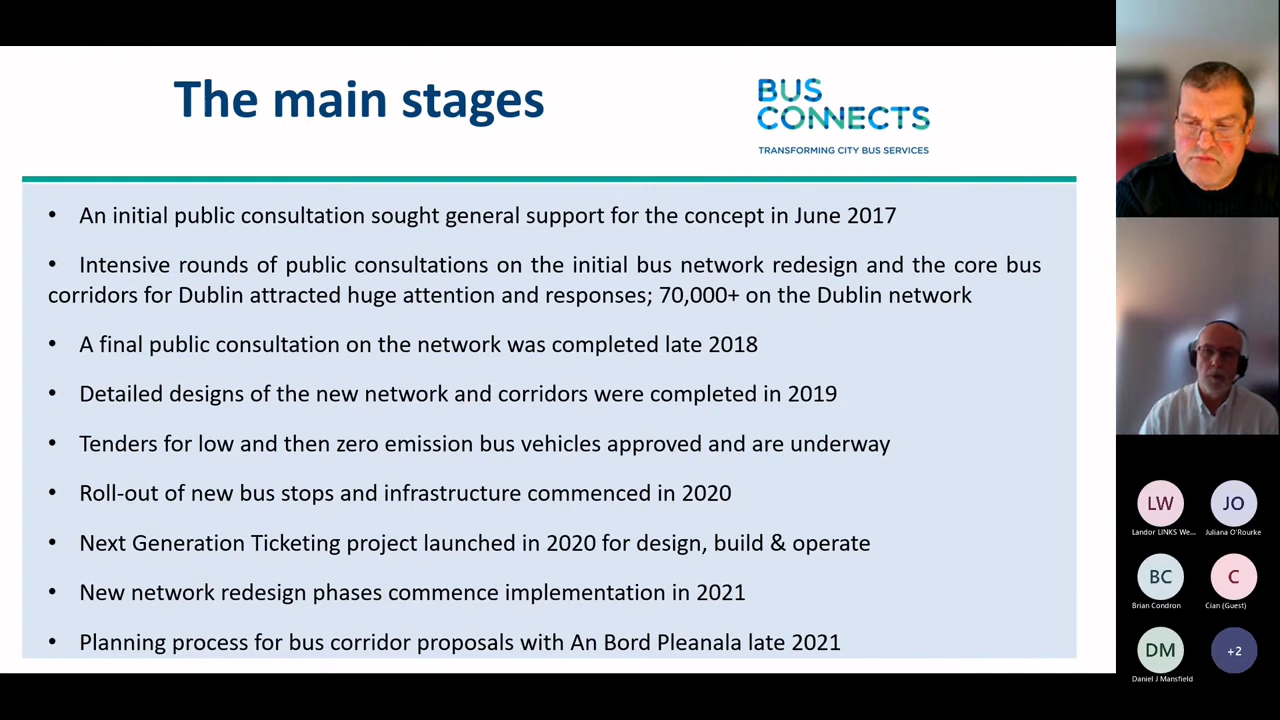 The main stages
BUS
CONNECTS
TRANSFORMING CITY BUS SERVICES
• An initial public consultation sought general support for the concept in June 2017
• Intensive rounds of public consultations on the initial bus network redesign and the core bus
corridors for Dublin attracted huge attention and responses; 70,000+ on the Dublin network
• A final public consultation on the network was completed late 2018
• Detailed designs of the new network and corridors were completed in 2019
• Tenders for low and then zero emission bus vehicles approved and are underway
• Roll-out of new bus stops and infrastructure commenced in 2020
• Next Generation Ticketing project launched in 2020 for design, build & operate
• New network redesign phases commence implementation in 2021
• Planning process for bus corridor proposals with An Bord Pleanala late 2021
LW
JO
Landor LINKS We...
Juliana O'Rourke
BC
C
Brian Condron
Cian (Guest)
DM
+2
Daniel J Mansfield